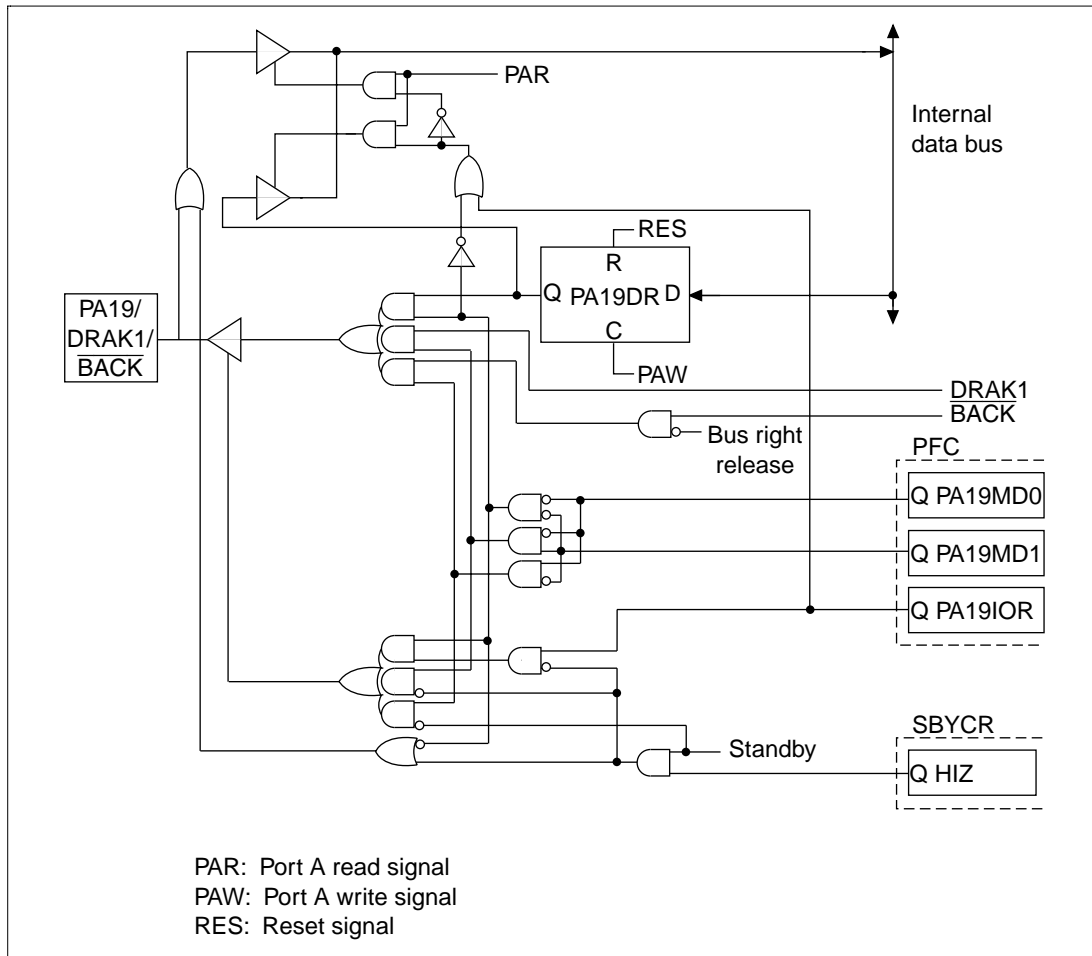 PAR
Internal
data bus
RES
R
Q PA19DR D
C
PAW
PA19/
DRAK1/
BACK
DRAK1
BACK
Bus right
release
PFC
Q PA19MD0
Q PA19MD1
Q PA19IOR
Standby
SBYCR
Q HIZ
PAR: Port A read signal
PAW: Port A write signal
RES: Reset signal